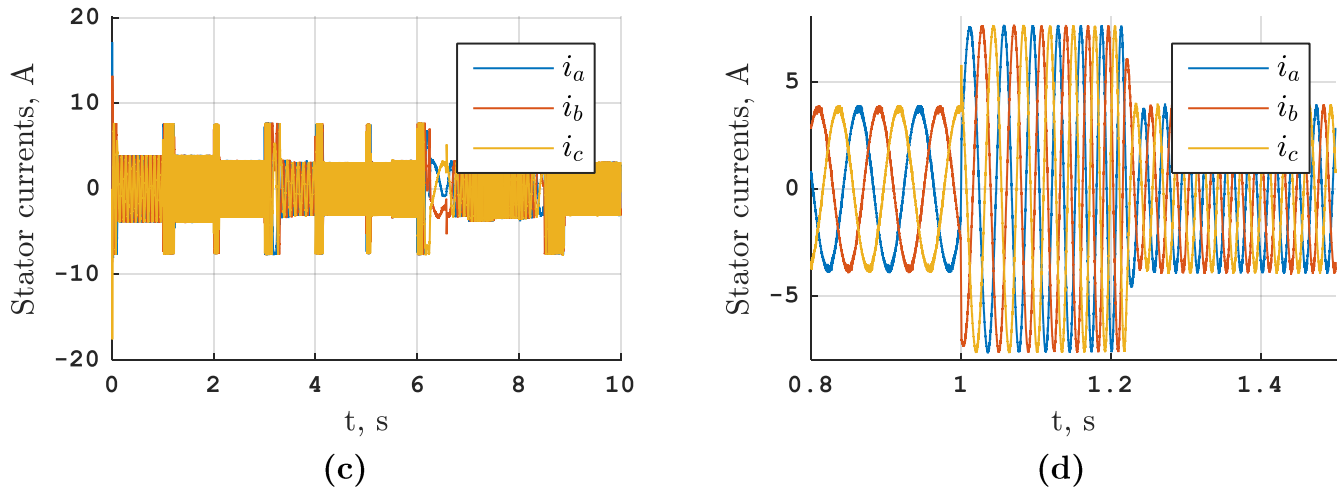 Stator currents, A
20
10
0
-10
-20
0 2 4 6 8 10
t, s
i_a
i_b
i_c
(c)
Stator currents, A
5
0
-5
0.8 1 1.2 1.4
t, s
i_a
i_b
i_c
(d)